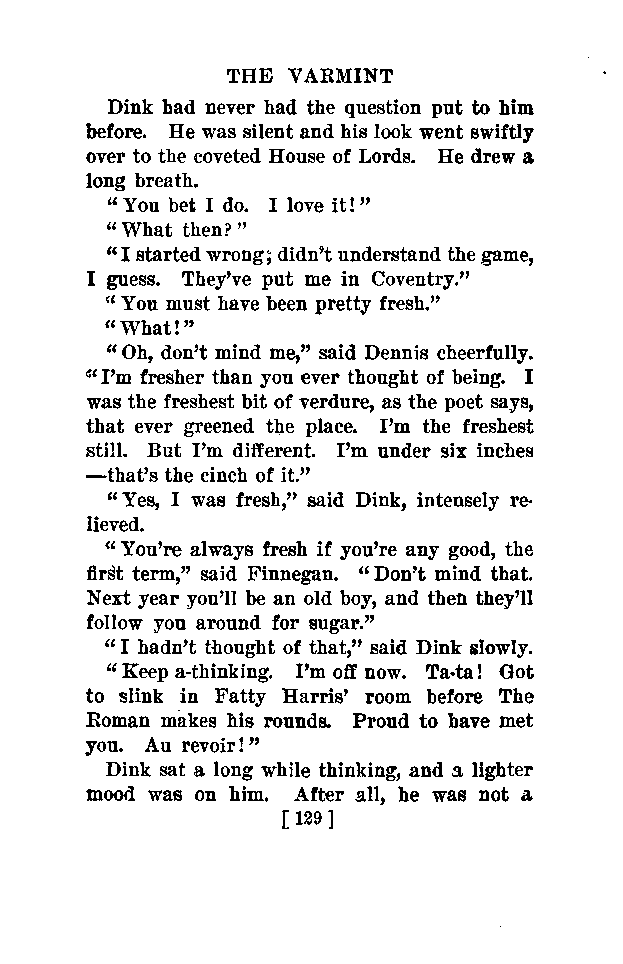 THE VARMINT
Dink had never had the question put to him
before. He was silent and his look went swiftly
over to the coveted House of Lords. He drew a
long breath.
“You bet I do. I love it!”
“What then?”
“I started wrong; didn’t understand the game,
I guess. They’ve put me in Coventry.”
“You must have been pretty fresh.”
“What!”
“Oh, don’t mind me,” said Dennis cheerfully.
“I’m fresher than you ever thought of being. I
was the freshest bit of verdure, as the poet says,
that ever greened the place. I’m the freshest
still. But I’m different. I’m under six inches
—that’s the cinch of it.”
“Yes, I was fresh,” said Dink, intensely re-
lieved.
“You’re always fresh if you’re any good, the
first term,” said Finnegan. “Don’t mind that.
Next year you’ll be an old boy, and then they’ll
follow you around for sugar.”
“I hadn’t thought of that,” said Dink slowly.
“Keep a-thinking. I’m off now. Ta-ta! Got
to slink in Fatty Harris’ room before The
Roman makes his rounds. Proud to have met
you. Au revoir!”
Dink sat a long while thinking, and a lighter
mood was on him. After all, he was not a
[ 129 ]